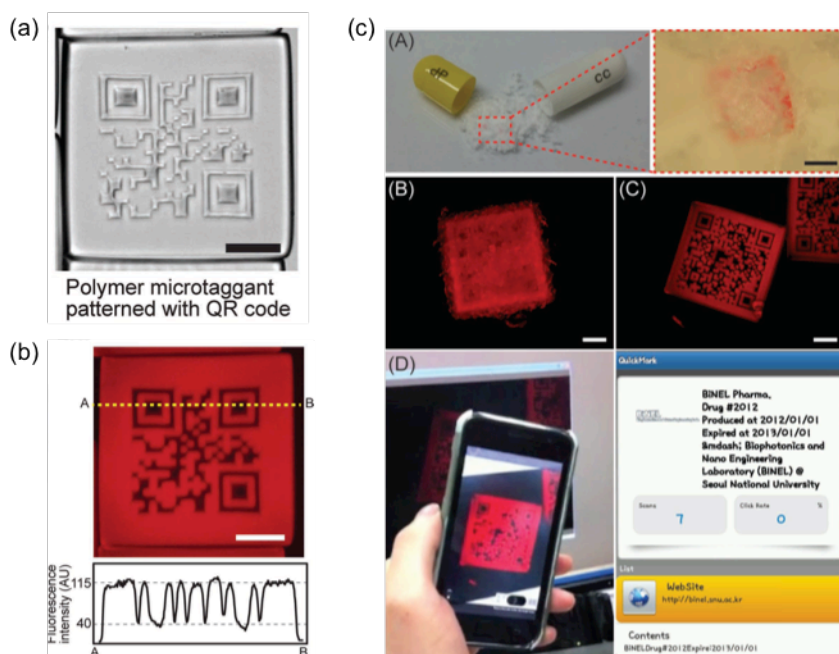 (a)
Polymer microtaggant
patterned with QR code
(b)
A
B
Fluorescence
intensity (AU)
115
40
A
B
(c)
(A)
dP
CC
(B)
(C)
(D)
QuickMark
BiNEL Pharma.
Drug #2012
Produced at 2012/01/01
Expired at 2013/01/01
&mdash; Biophotonics and
Nano Engineering
Laboratory (BINEL) @
Seoul National University
Scans
Click Rate
%
7
0
List
WebSite
http://binel.snu.ac.kr
Contents
BiNELDrug#2012Expire:2013/01/01